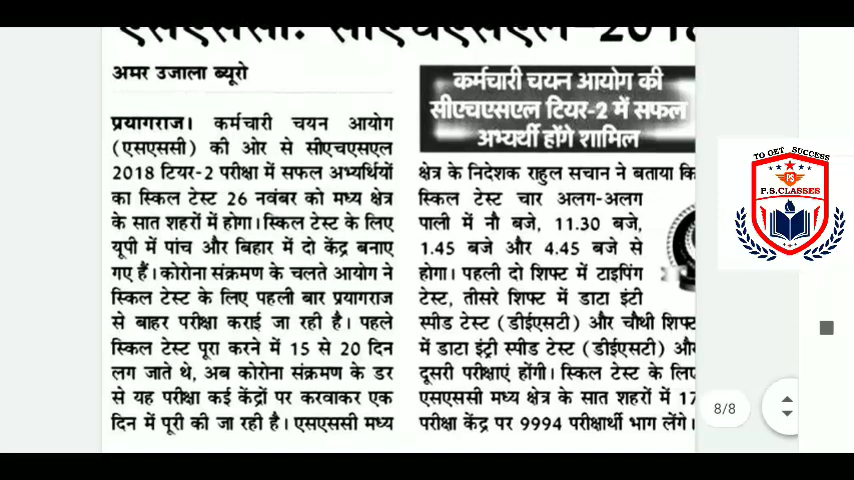 एसएससी: सीएचएसएल-2018
अमर उजाला ब्यूरो
प्रयागराज। कर्मचारी चयन आयोग
(एसएससी) की ओर से सीएचएसएल
2018 टियर-2 परीक्षा में सफल अभ्यर्थियों
का स्किल टेस्ट 26 नवंबर को मध्य क्षेत्र
के सात शहरों में होगा। स्किल टेस्ट के लिए
यूपी में पांच और बिहार में दो केंद्र बनाए
गए हैं। कोरोना संक्रमण के चलते आयोग ने
स्किल टेस्ट के लिए पहली बार प्रयागराज
से बाहर परीक्षा कराई जा रही है। पहले
स्किल टेस्ट पूरा करने में 15 से 20 दिन
लग जाते थे, अब कोरोना संक्रमण के डर
से यह परीक्षा कई केंद्रों पर करवाकर एक
दिन में पूरी की जा रही है। एसएससी मध्य
कर्मचारी चयन आयोग की
सीएचएसएल टियर-2 में सफल
अभ्यर्थी होंगे शामिल
क्षेत्र के निदेशक राहुल सचान ने बताया कि
स्किल टेस्ट चार अलग-अलग
पाली में नौ बजे, 11.30 बजे,
1.45 बजे और 4.45 बजे से
होगा। पहली दो शिफ्ट में टाइपिंग
टेस्ट, तीसरे शिफ्ट में डाटा इंटी
स्पीड टेस्ट (डीईएसटी) और चौथी शिफ्ट
में डाटा इंट्री स्पीड टेस्ट (डीईएसटी) और
दूसरी परीक्षाएं होंगी। स्किल टेस्ट के लिए
एसएससी मध्य क्षेत्र के सात शहरों में 17
परीक्षा केंद्र पर 9994 परीक्षार्थी भाग लेंगे।
TO GET SUCCESS
PS
P.S.CLASSES
8/8